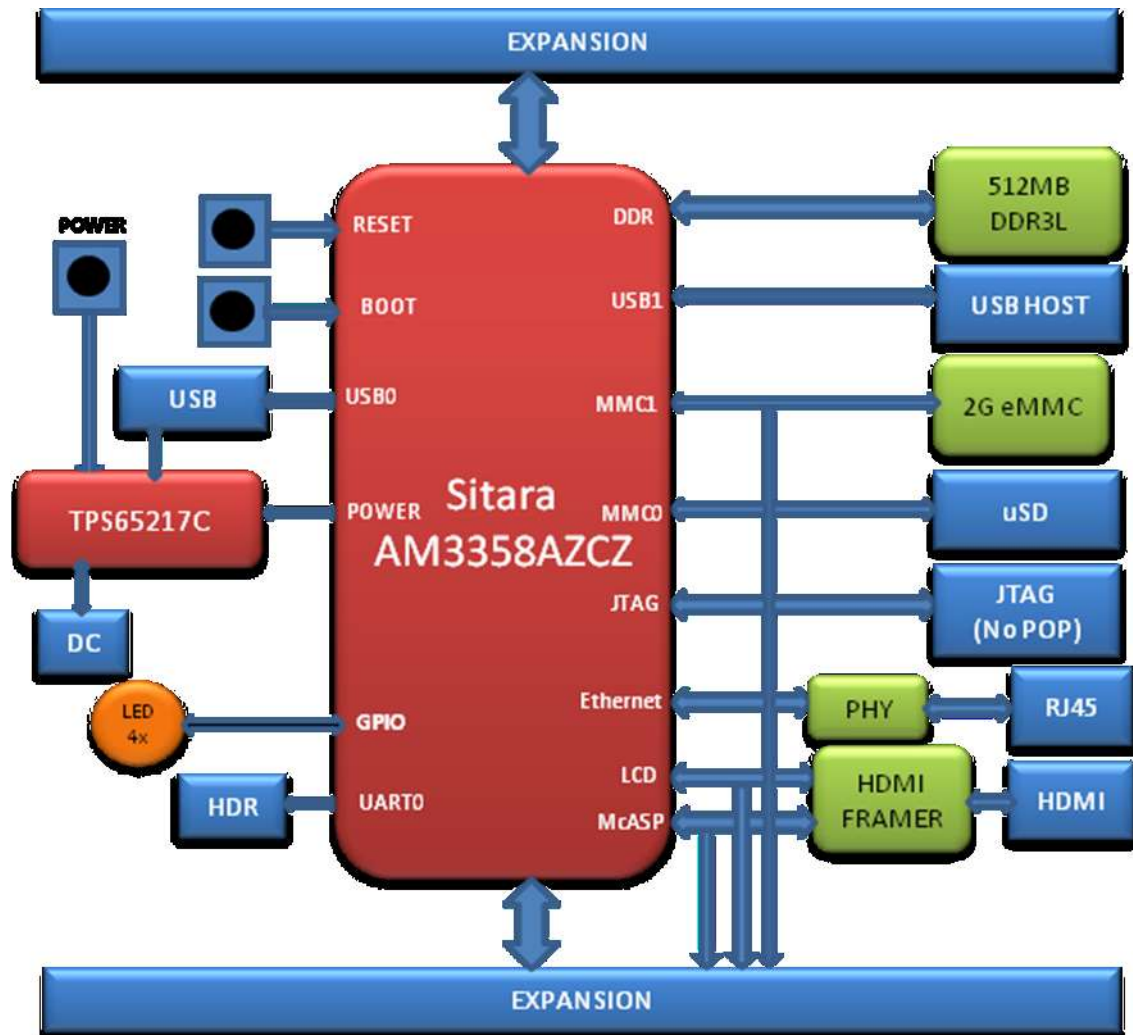 EXPANSION
POWER
RESET
BOOT
USB
USB0
TPS65217C
POWER
DC
LED
4x
GPIO
HDR
UART0
Sitara
AM3358AZCZ
DDR
512MB
DDR3L
USB1
USB HOST
MMC1
2G eMMC
MMC0
uSD
JTAG
JTAG
(No POP)
Ethernet
PHY
RJ45
LCD
McASP
HDMI
FRAMER
HDMI
EXPANSION